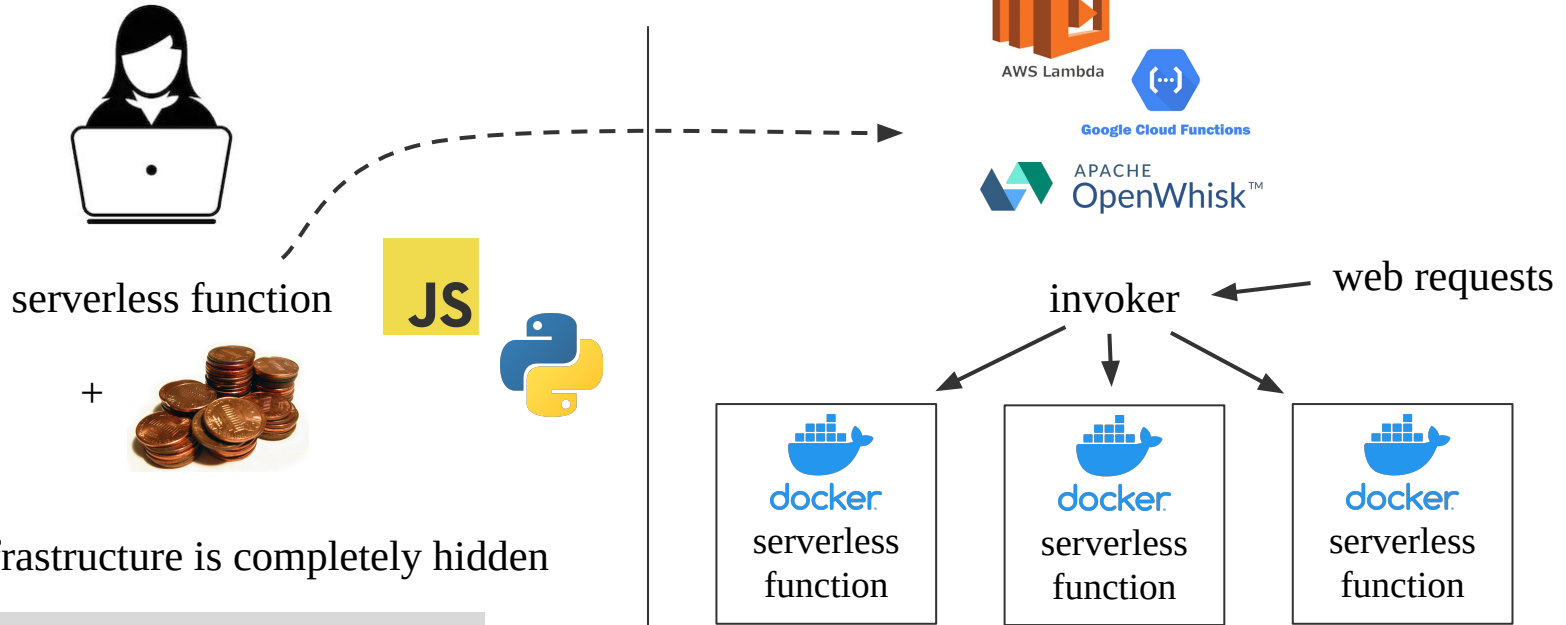 AWS Lambda
Google Cloud Functions
APACHE
OpenWhisk™
serverless function
JS
+
invoker
web requests
docker
serverless
function
docker
serverless
function
docker
serverless
function
is completely hidden